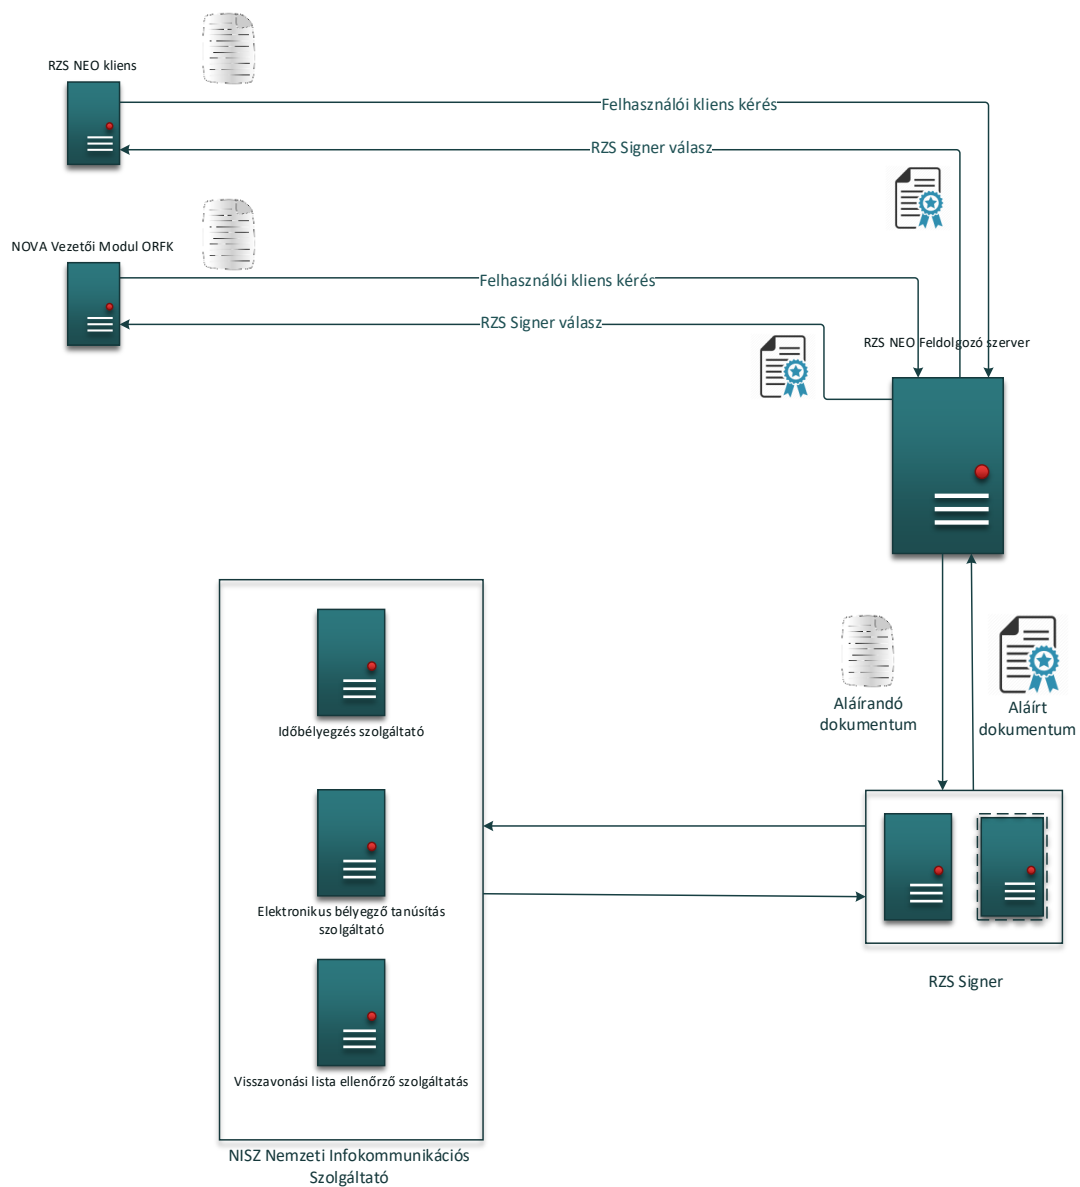 RZS NEO kliens
Felhasználói kliens kérés
RZS Signer válasz
NOVA Vezetői Modul ORFK
Felhasználói kliens kérés
RZS Signer válasz
RZS NEO Feldolgozó szerver
Aláírandó
dokumentum
Aláírt
dokumentum
Időbélyegzés szolgáltató
Elektronikus bélyegző tanúsítás
szolgáltató
RZS Signer
Visszavonási lista ellenőrző szolgáltatás
NISZ Nemzeti Infokommunikációs
Szolgáltató